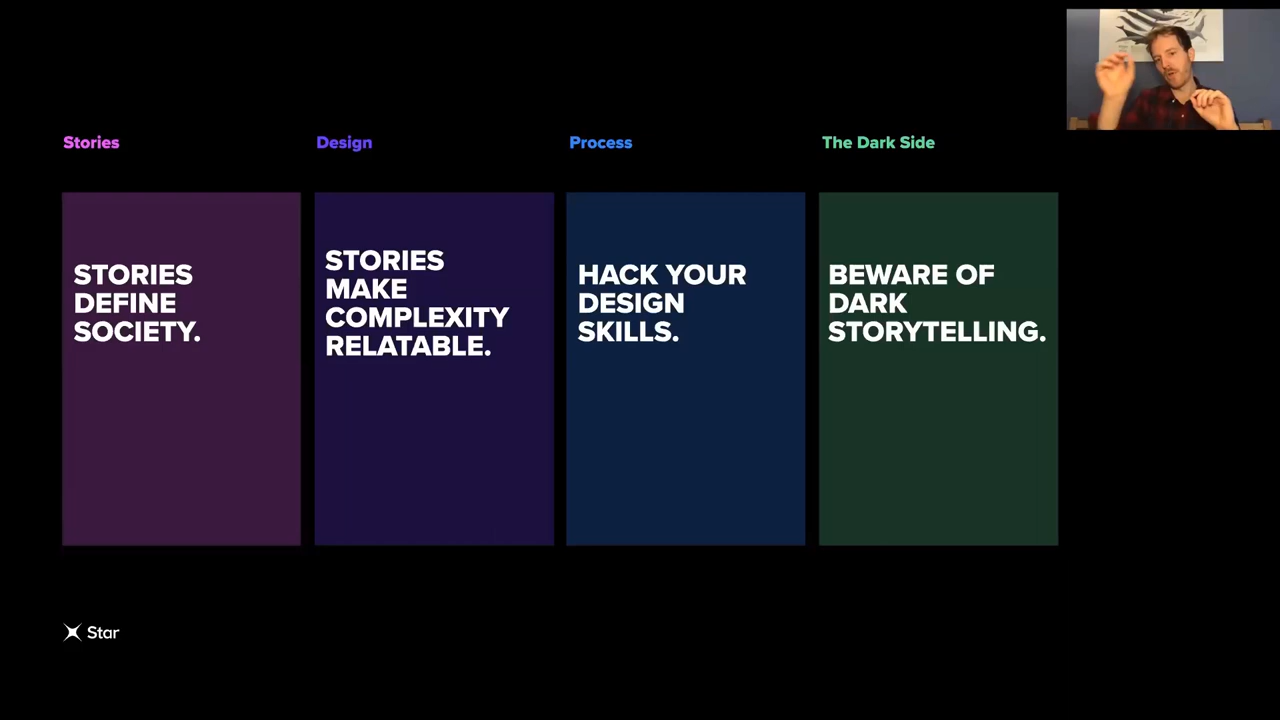 Stories
STORIES
DEFINE
SOCIETY.
Design
STORIES
MAKE
COMPLEXITY
RELATABLE.
Process
HACK YOUR
DESIGN
SKILLS.
The Dark Side
BEWARE OF
DARK
STORYTELLING.
Star